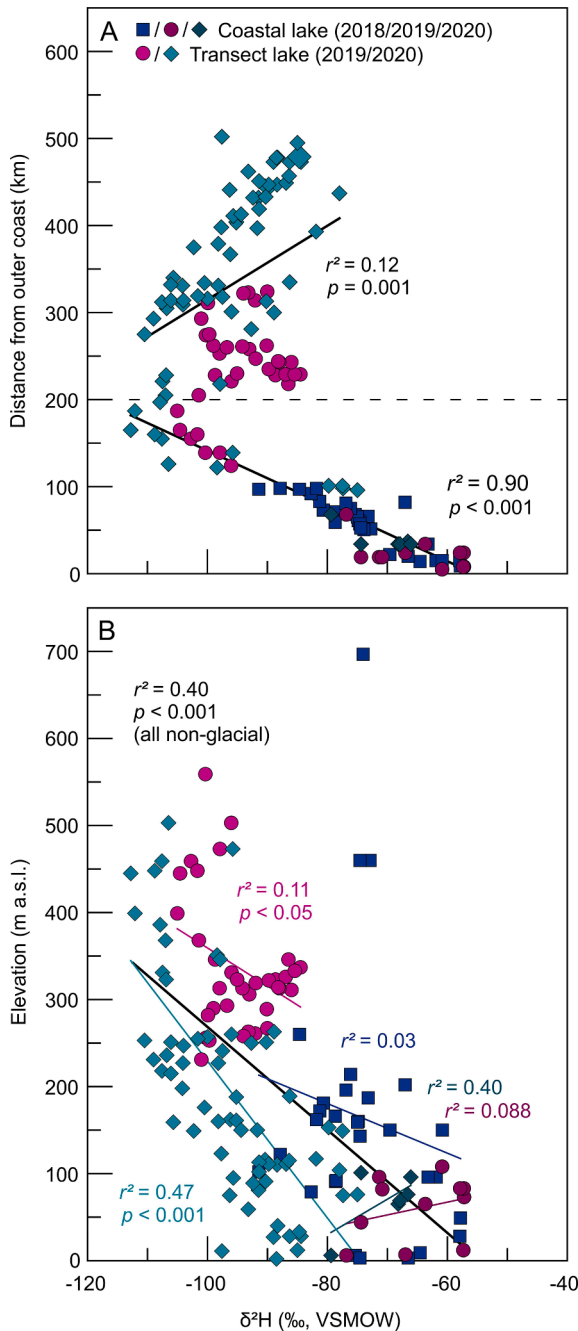 A
/ / Coastal lake (2018/2019/2020)
/ Transect lake (2019/2020)
600
500
400
300
200
100
0
Distance from outer coast (km)
r² = 0.12
p = 0.001
r² = 0.90
p < 0.001
B
700
600
500
400
300
200
100
0
Elevation (m a.s.l.)
r² = 0.40
p < 0.001
(all non-glacial)
r² = 0.11
p < 0.05
r² = 0.03
r² = 0.40
r² = 0.088
r² = 0.47
p < 0.001
-120 -100 -80 -60 -40
δ²H (‰, VSMOW)